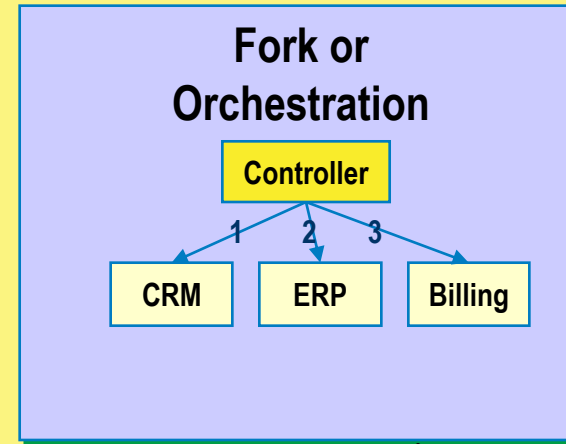 Fork or
Orchestration
Controller
1 2 3
CRM ERP Billing